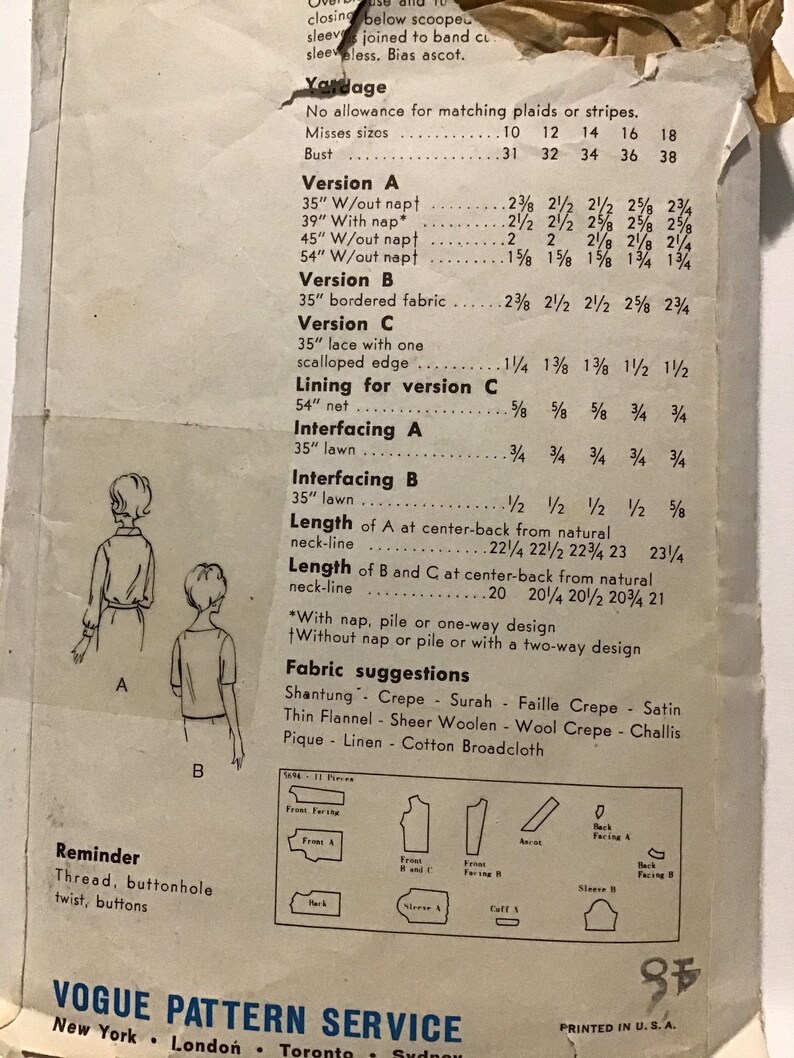 closing below scooped
sleeves joined to band
sleeveless. Bias ascot.
Yardage
No allowance for matching plaids or stripes.
Misses sizes ............10 12 14 16 18
Bust ..................31 32 34 36 38
Version A
35" W/out nap† .........2⅜ 2½ 2½ 2⅝ 2¾
39" With nap* .........2½ 2½ 2⅝ 2⅝ 2⅝
45" W/out nap† .........2 2 2⅛ 2⅛ 2¼
54" W/out nap† .........1⅝ 1⅝ 1⅝ 1¾ 1¾
Version B
35" bordered fabric ......2⅜ 2½ 2½ 2⅝ 2¾
Version C
35" lace with one
scalloped edge ..........1¼ 1⅜ 1⅜ 1½ 1½
Lining for version C
54" net ..................⅝ ⅝ ⅝ ¾ ¾
Interfacing A
35" lawn .................¾ ¾ ¾ ¾ ¾
Interfacing B
35" lawn .................½ ½ ½ ½ ⅝
Length of A at center-back from natural
neck-line ..............22¼ 22½ 22¾ 23 23¼
Length of B and C at center-back from natural
neck-line ..............20 20¼ 20½ 20¾ 21
*With nap, pile or one-way design
†Without nap or pile or with a two-way design
Fabric suggestions
Shantung - Crepe - Surah - Faille Crepe - Satin
Thin Flannel - Sheer Woolen - Wool Crepe - Challis
Pique - Linen - Cotton Broadcloth
A
B
Reminder
Thread, buttonhole
twist, buttons
5694 - 11 Pieces
Front Facing
Front A
Back
Front
B and C
Front
Facing B
Ascot
Back
Facing A
Back
Facing B
Sleeve A
Cuff A
Sleeve B
VOGUE PATTERN SERVICE
New York • London • Toronto • Sydney
PRINTED IN U.S.A.